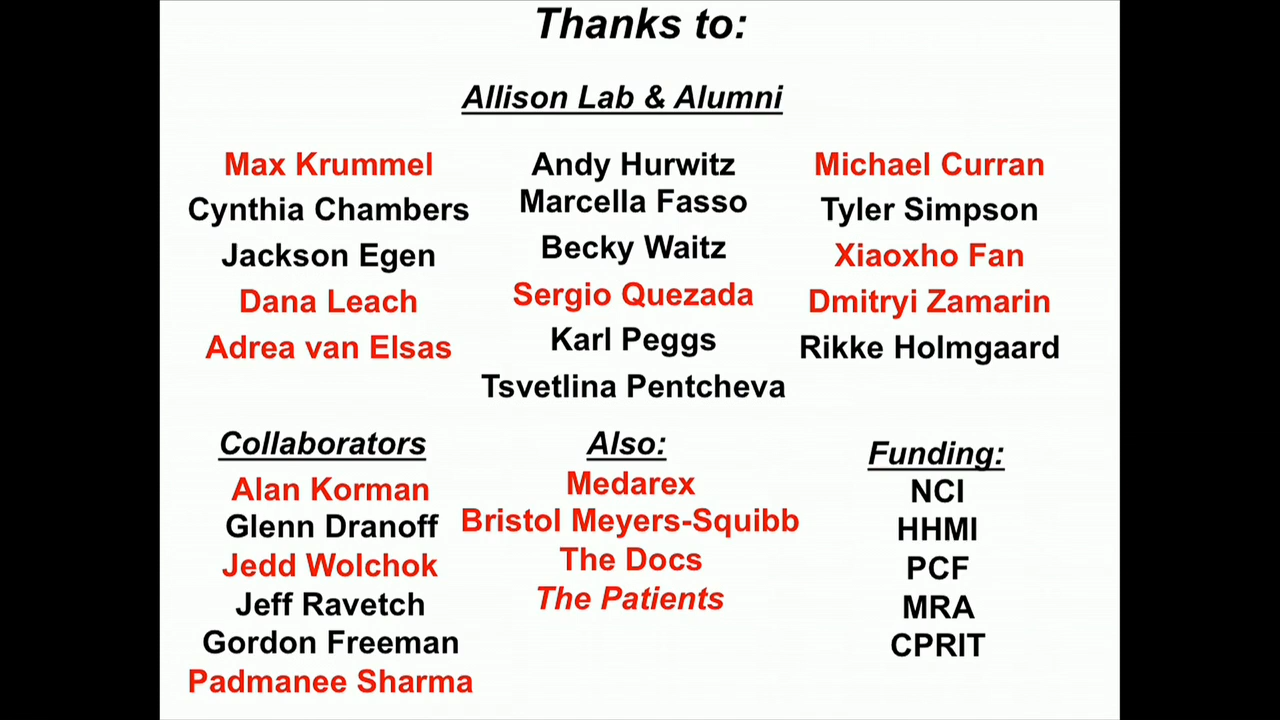 Thanks to:
Allison Lab & Alumni
Max Krummel
Cynthia Chambers
Jackson Egen
Dana Leach
Adrea van Elsas
Andy Hurwitz
Marcella Fasso
Becky Waitz
Sergio Quezada
Karl Peggs
Tsvetlina Pentcheva
Michael Curran
Tyler Simpson
Xiaoxho Fan
Dmitryi Zamarin
Rikke Holmgaard
Collaborators
Alan Korman
Glenn Dranoff
Jedd Wolchok
Jeff Ravetch
Gordon Freeman
Padmanee Sharma
Also:
Medarex
Bristol Meyers-Squibb
The Docs
The Patients
Funding:
NCI
HHMI
PCF
MRA
CPRIT